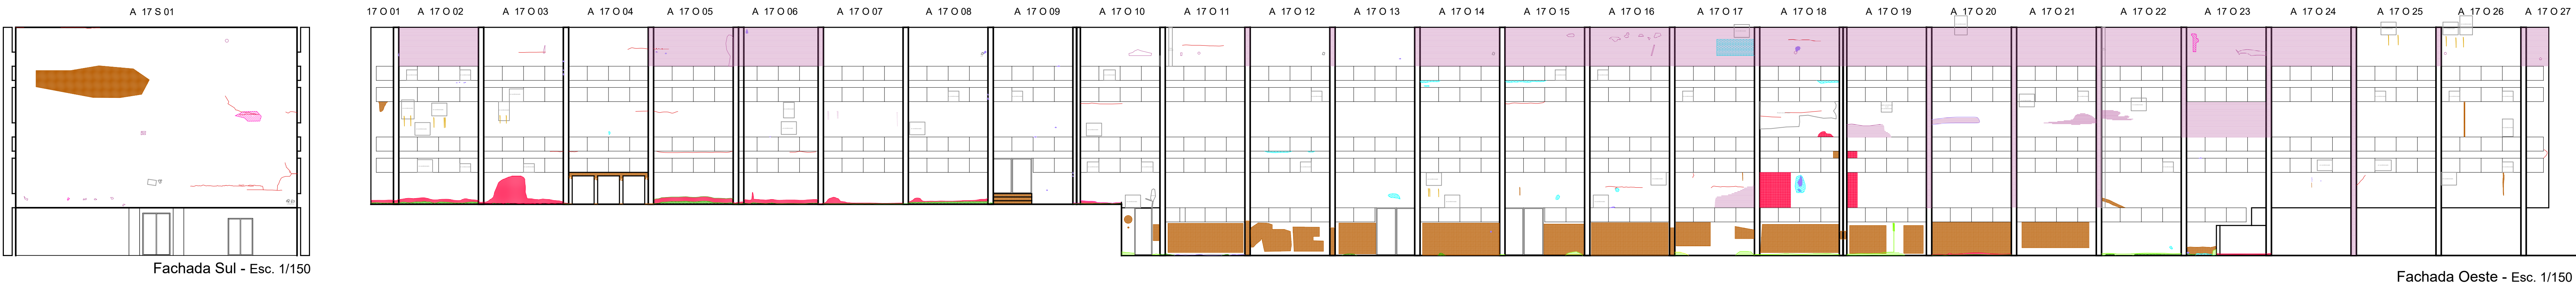 A 17 S 01
17 O 01 A 17 O 02 A 17 O 03 A 17 O 04 A 17 O 05 A 17 O 06 A 17 O 07 A 17 O 08 A 17 O 09 A 17 O 10 A 17 O 11 A 17 O 12 A 17 O 13 A 17 O 14 A 17 O 15 A 17 O 16 A 17 O 17 A 17 O 18 A 17 O 19 A 17 O 20 A 17 O 21 A 17 O 22 A 17 O 23 A 17 O 24 A 17 O 25 A 17 O 26 A 17 O 27
Fachada Sul - Esc. 1/150
Fachada Oeste - Esc. 1/150